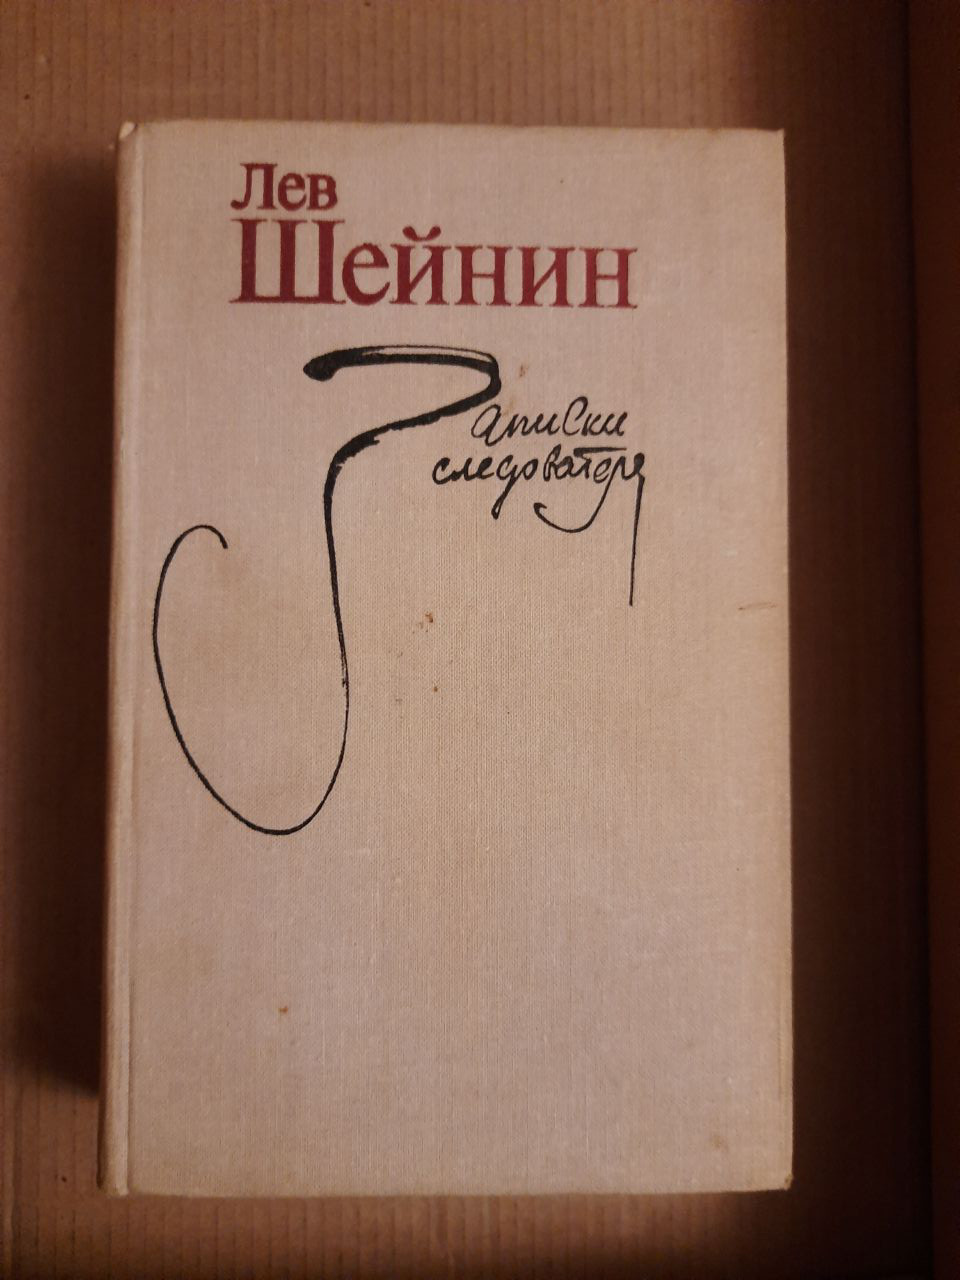 Лев
Шейнин
Записки
следователя